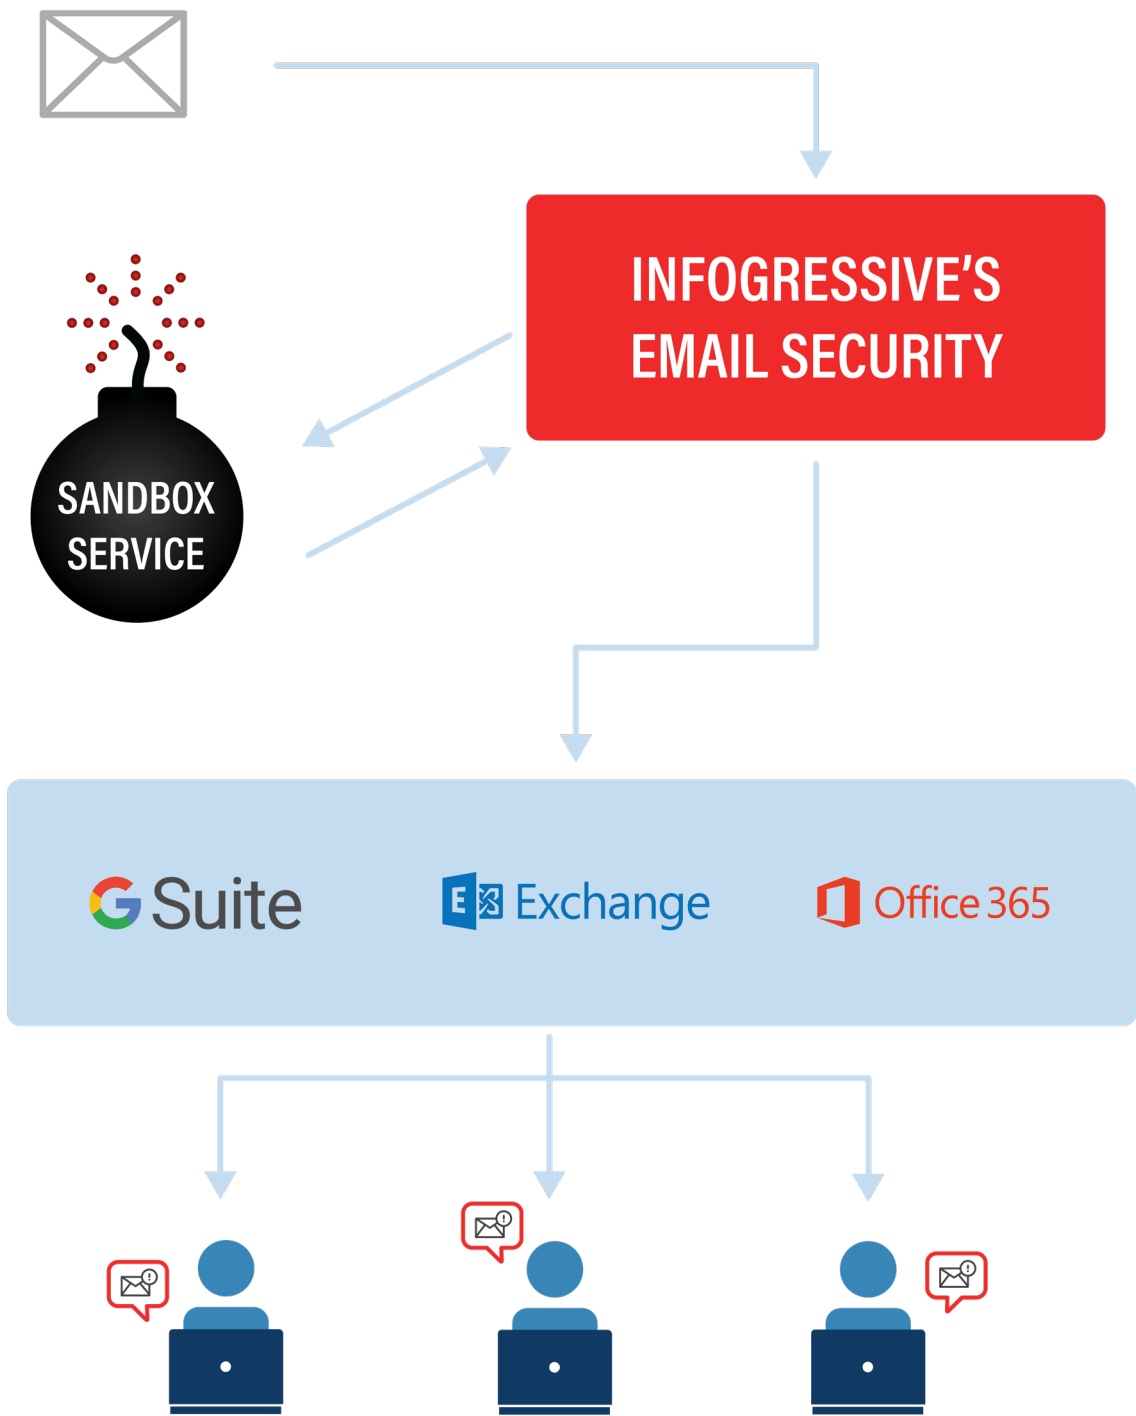 INFOGRESSIVE'S
EMAIL SECURITY
SANDBOX
SERVICE
G Suite
E Exchange
Office 365